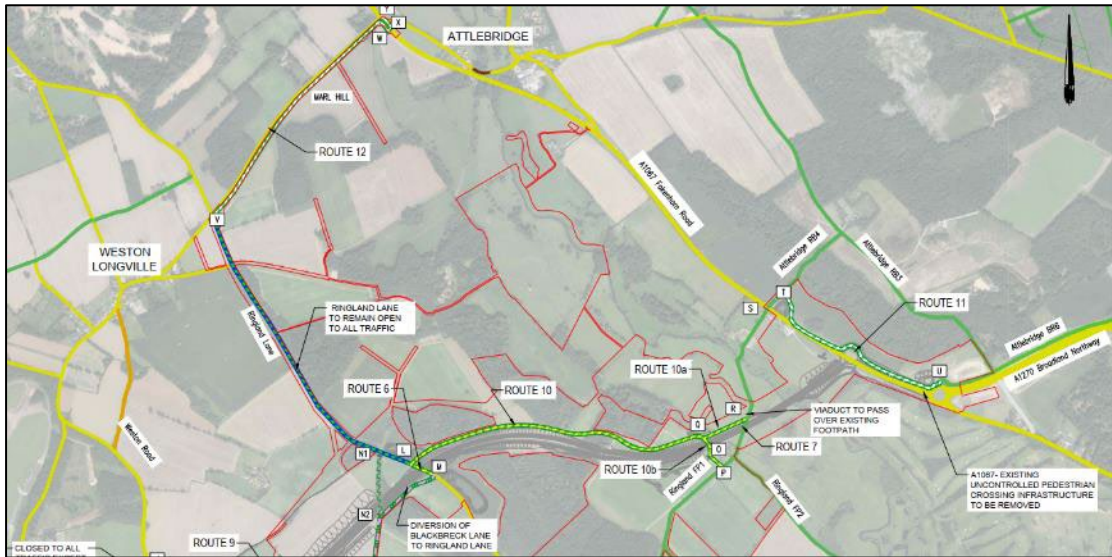 Y
X
W
ATTLEBRIDGE
MARL HILL
ROUTE 12
A1067 Fakenham Road
V
WESTON
LONGVILLE
Attlebridge RB4
Attlebridge RB3
T
S
ROUTE 11
RINGLAND LANE
TO REMAIN OPEN
TO ALL TRAFFIC
Ringland Lane
Attlebridge BR6
U
A1270 Broadland Northway
ROUTE 6
ROUTE 10
ROUTE 10a
R
VIADUCT TO PASS
OVER EXISTING
FOOTPATH
Weston Road
Q
ROUTE 7
L
N1
M
O
ROUTE 10b
P
Ringland FP1
Ringland FP2
A1067- EXISTING
UNCONTROLLED PEDESTRIAN
CROSSING INFRASTRUCTURE
TO BE REMOVED
N2
DIVERSION OF
BLACKBRECK LANE
TO RINGLAND LANE
ROUTE 9
CLOSED TO ALL